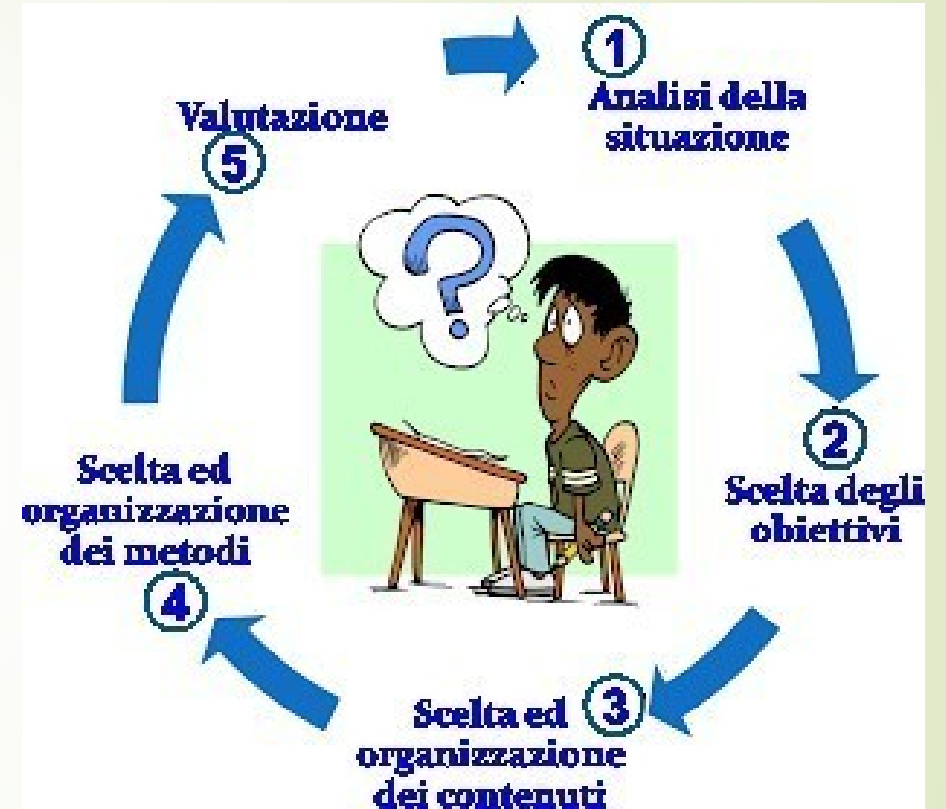 1
Analisi della
situazione
2
Scelta degli
obiettivi
3
Scelta ed
organizzazione
dei contenuti
Scelta ed
organizzazione
dei metodi
4
Valutazione
5
?